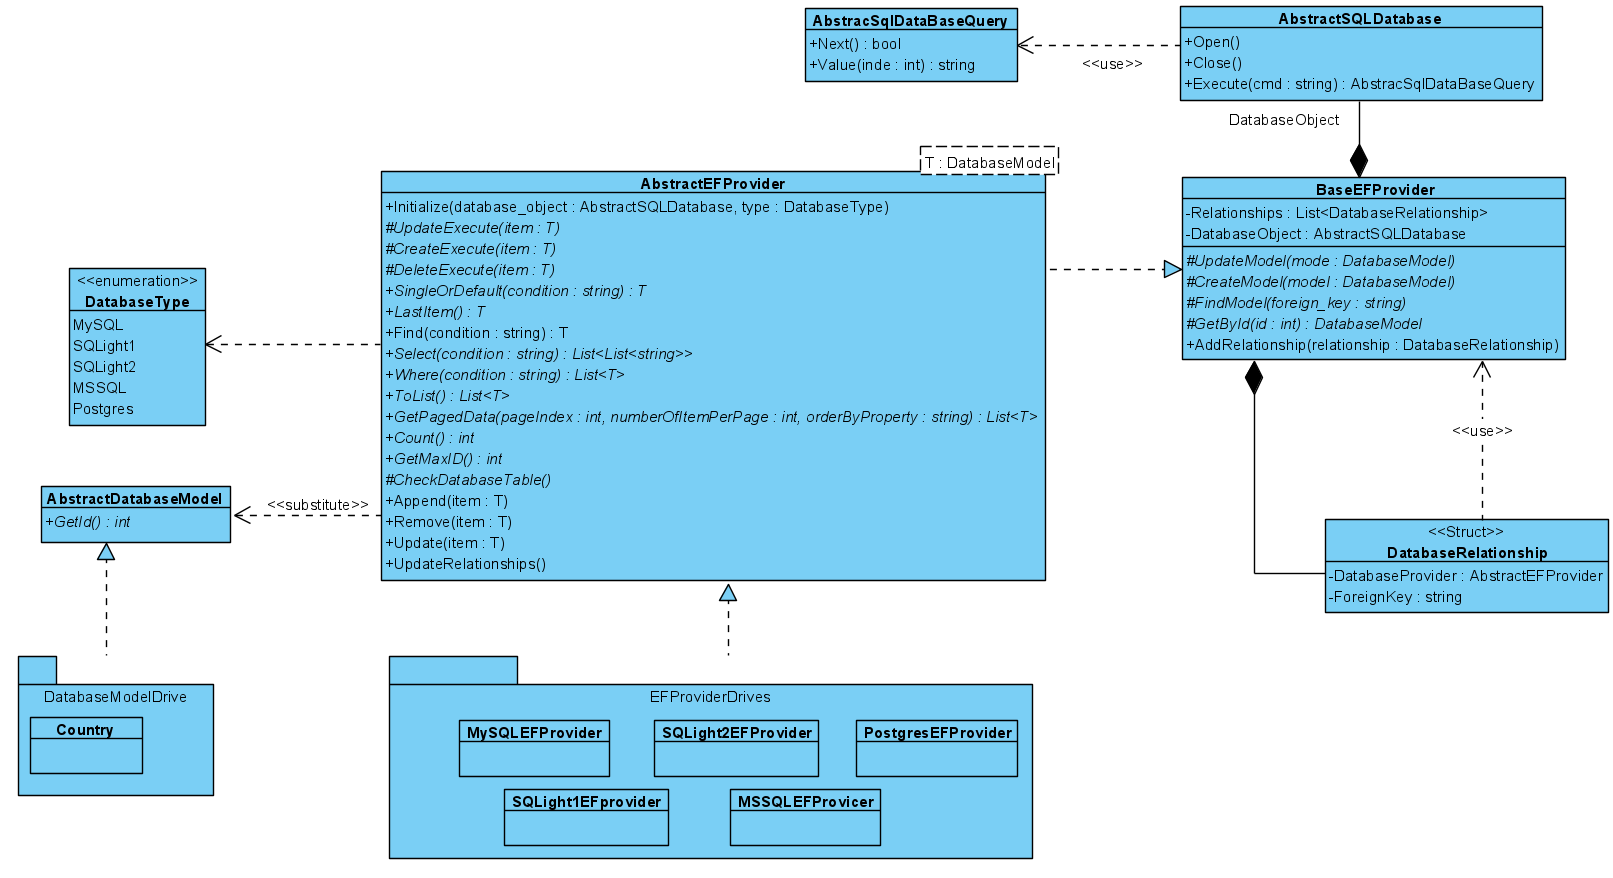 AbstracSqlDataBaseQuery
+Next() : bool
+Value(inde : int) : string
<<use>>
AbstractSQLDatabase
+Open()
+Close()
+Execute(cmd : string) : AbstracSqlDataBaseQuery
DatabaseObject
T : DatabaseModel
AbstractEFProvider
+Initialize(database_object : AbstractSQLDatabase, type : DatabaseType)
#UpdateExecute(item : T)
#CreateExecute(item : T)
#DeleteExecute(item : T)
+SingleOrDefault(condition : string) : T
+LastItem() : T
+Find(condition : string) : T
+Select(condition : string) : List<List<string>>
+Where(condition : string) : List<T>
+ToList() : List<T>
+GetPagedData(pageIndex : int, numberOfItemPerPage : int, orderByProperty : string) : List<T>
+Count() : int
+GetMaxID() : int
#CheckDatabaseTable()
+Append(item : T)
+Remove(item : T)
+Update(item : T)
+UpdateRelationships()
BaseEFProvider
-Relationships : List<DatabaseRelationship>
-DatabaseObject : AbstractSQLDatabase
#UpdateModel(mode : DatabaseModel)
#CreateModel(model : DatabaseModel)
#FindModel(foreign_key : string)
#GetById(id : int) : DatabaseModel
+AddRelationship(relationship : DatabaseRelationship)
<<enumeration>>
DatabaseType
MySQL
SQLight1
SQLight2
MSSQL
Postgres
<<use>>
AbstractDatabaseModel
+GetId() : int
<<substitute>>
<<Struct>>
DatabaseRelationship
-DatabaseProvider : AbstractEFProvider
-ForeignKey : string
DatabaseModelDrive
Country
EFProviderDrives
MySQLEFProvider
SQLight2EFProvider
PostgresEFProvider
SQLight1EFprovider
MSSQLEFProvicer